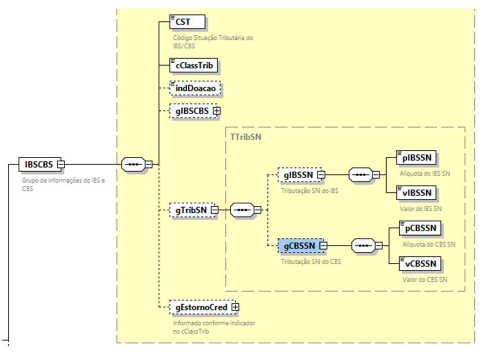 CST
Código Situação Tributária do
IBS/CBS
cClassTrib
indDoacao
gIBSCBS
TTribSN
IBSCBS
Grupo de informações do IBS e
CBS
gTribSN
gIBSSN
Tributação SN do IBS
pIBSSN
Alíquota do IBS SN
vIBSSN
Valor do IBS SN
gCBSSN
Tributação SN do CBS
pCBSSN
Alíquota do CBS SN
vCBSSN
Valor do CBS SN
gEstornoCred
Informado conforme indicador
no cClassTrib